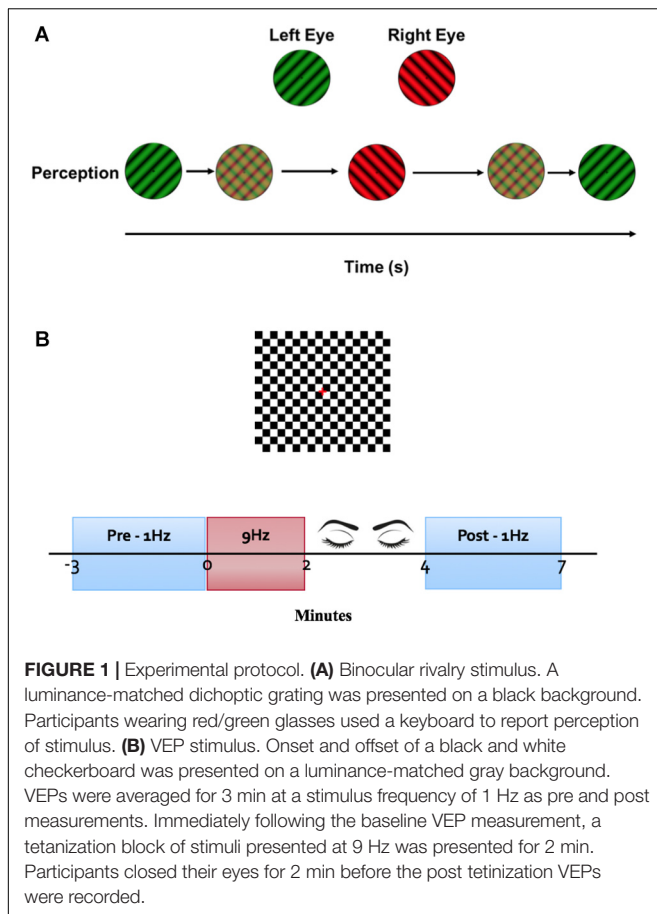 A
Left Eye Right Eye
Perception
Time (s)
B
Pre - 1Hz 9Hz Post - 1Hz
-3 0 2 4 7
Minutes
FIGURE 1 | Experimental protocol. (A) Binocular rivalry stimulus. A
luminance-matched dichoptic grating was presented on a black background.
Participants wearing red/green glasses used a keyboard to report perception
of stimulus. (B) VEP stimulus. Onset and offset of a black and white
checkerboard was presented on a luminance-matched gray background.
VEPs were averaged for 3 min at a stimulus frequency of 1 Hz as pre and post
measurements. Immediately following the baseline VEP measurement, a
tetanization block of stimuli presented at 9 Hz was presented for 2 min.
Participants closed their eyes for 2 min before the post tetinization VEPs
were recorded.